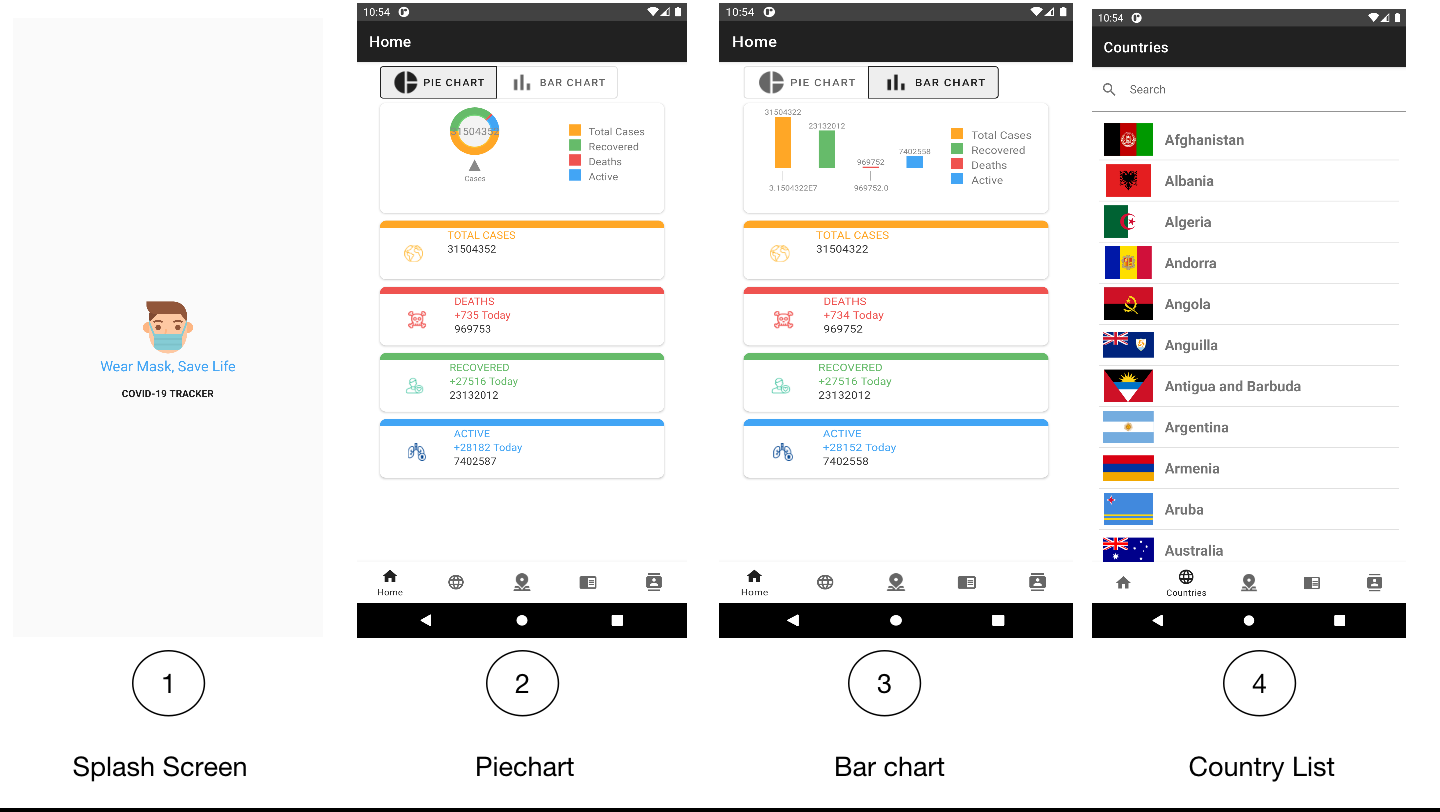 Wear Mask, Save Life
COVID-19 TRACKER
1
Splash Screen
10:54
Home
PIE CHART
BAR CHART
31504352
Cases
Total Cases
Recovered
Deaths
Active
TOTAL CASES
31504352
DEATHS
+735 Today
969753
RECOVERED
+27516 Today
23132012
ACTIVE
+28182 Today
7402587
Home
2
Piechart
10:54
Home
PIE CHART
BAR CHART
31504322
23132012
969752
7402558
3.1504322E7
969752.0
Total Cases
Recovered
Deaths
Active
TOTAL CASES
31504322
DEATHS
+734 Today
969752
RECOVERED
+27516 Today
23132012
ACTIVE
+28152 Today
7402558
Home
3
Bar chart
10:54
Countries
Search
Afghanistan
Albania
Algeria
Andorra
Angola
Anguilla
Antigua and Barbuda
Argentina
Armenia
Aruba
Australia
Countries
4
Country List